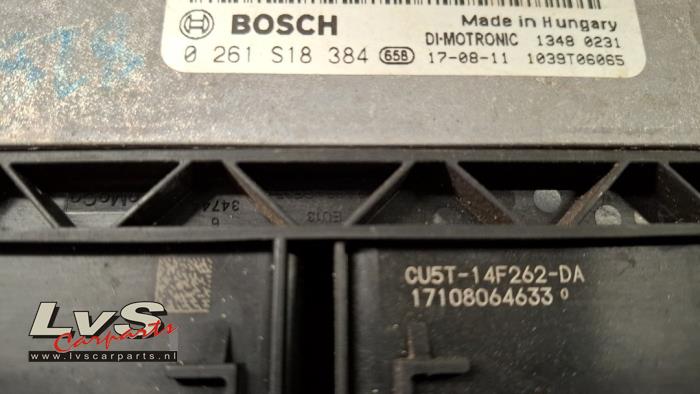 BOSCH
Made in Hungary
DI-MOTRONIC 1348 0231
0 261 S18 384 65B 17-08-11 1039T06065
CU5T-14F262-DA
17108064633
LvS
Carparts
www.lvscarparts.nl